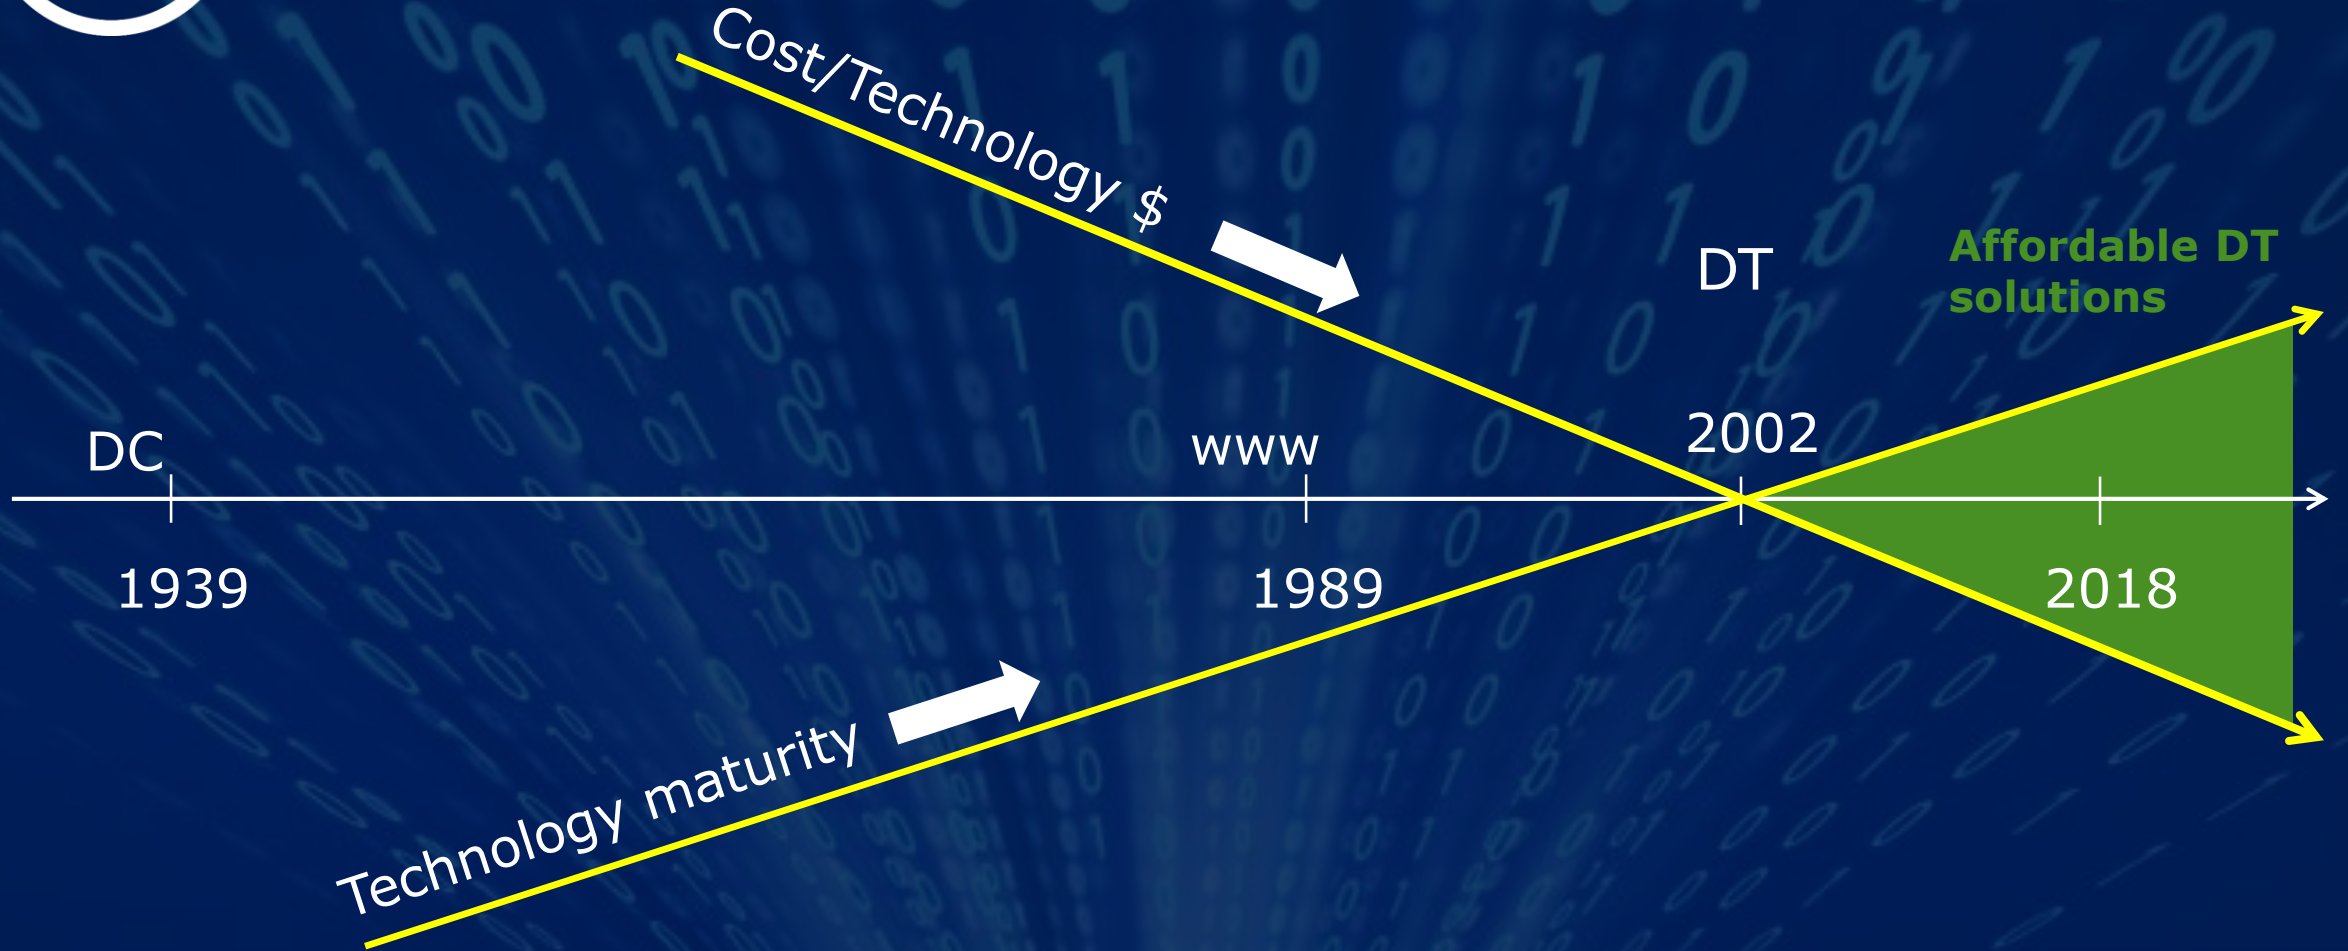 Cost/Technology $
DT
Affordable DT
solutions
DC
www
2002
1939
1989
2018
Technology maturity